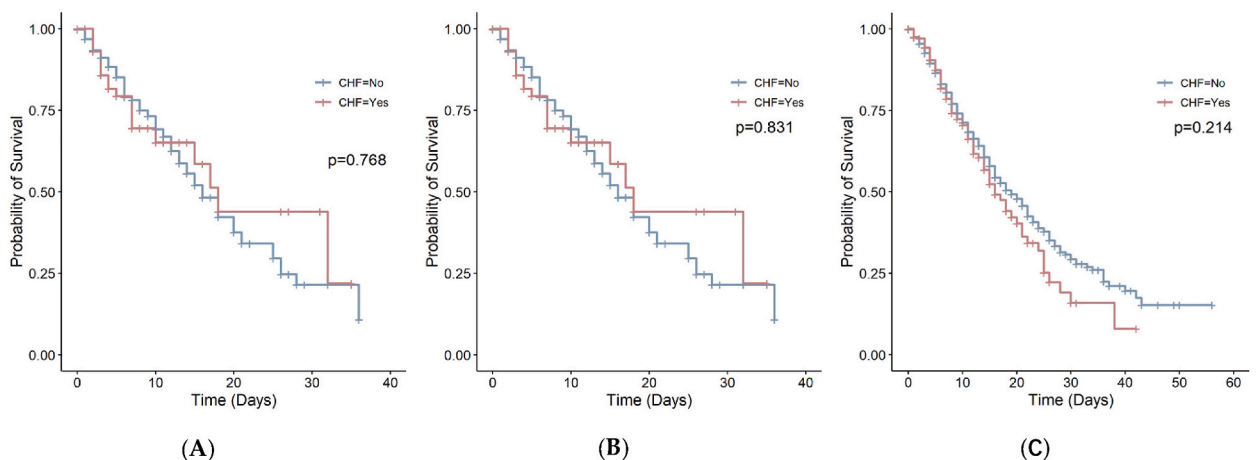 Probability of Survival
1.00
0.75
0.50
0.25
0.00
CHF=No
CHF=Yes
p=0.768
0 10 20 30 40
Time (Days)
(A)
Probability of Survival
1.00
0.75
0.50
0.25
0.00
CHF=No
CHF=Yes
p=0.831
0 10 20 30 40
Time (Days)
(B)
Probability of Survival
1.00
0.75
0.50
0.25
0.00
CHF=No
CHF=Yes
p=0.214
0 10 20 30 40 50 60
Time (Days)
(C)